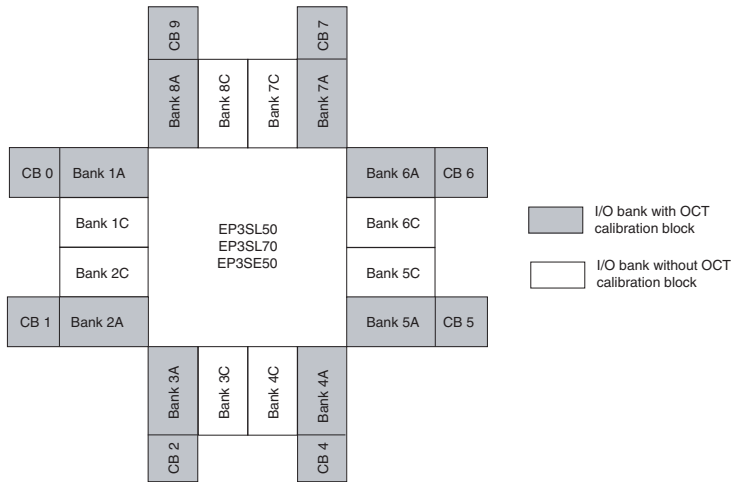 CB 9
CB 7
Bank 8A
Bank 8C
Bank 7C
Bank 7A
CB 0
Bank 1A
Bank 6A
CB 6
Bank 1C
Bank 6C
Bank 2C
Bank 5C
CB 1
Bank 2A
Bank 5A
CB 5
EP3SL50
EP3SL70
EP3SE50
Bank 3A
Bank 3C
Bank 4C
Bank 4A
CB 2
CB 4
I/O bank with OCT
calibration block
I/O bank without OCT
calibration block